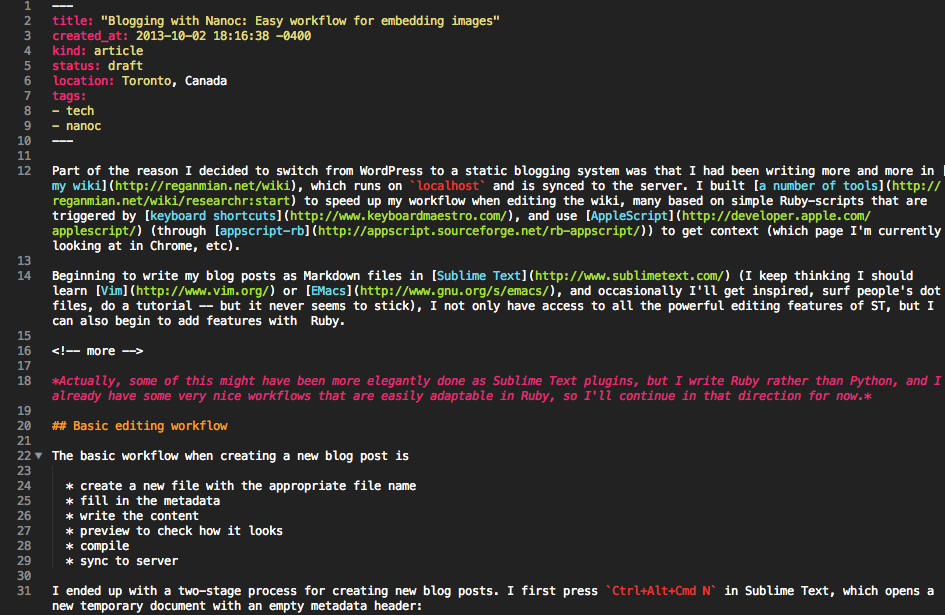 1 ---
2 title: "Blogging with Nanoc: Easy workflow for embedding images"
3 created_at: 2013-10-02 18:16:38 -0400
4 kind: article
5 status: draft
6 location: Toronto, Canada
7 tags:
8 - tech
9 - nanoc
10 ---
11
12 Part of the reason I decided to switch from WordPress to a static blogging system was that I had been writing more and more in [
my wiki](http://reganmian.net/wiki), which runs on `localhost` and is synced to the server. I built [a number of tools](http://
reganmian.net/wiki/researchr:start) to speed up my workflow when editing the wiki, many based on simple Ruby-scripts that are
triggered by [keyboard shortcuts](http://www.keyboardmaestro.com/), and use [AppleScript](http://developer.apple.com/
applescript/) (through [appscript-rb](http://appscript.sourceforge.net/rb-appscript/)) to get context (which page I'm currently
looking at in Chrome, etc).
13
14 Beginning to write my blog posts as Markdown files in [Sublime Text](http://www.sublimetext.com/) (I keep thinking I should
learn [Vim](http://www.vim.org/) or [EMacs](http://www.gnu.org/s/emacs/), and occasionally I'll get inspired, surf people's dot
files, do a tutorial -- but it never seems to stick), I not only have access to all the powerful editing features of ST, but I
can also begin to add features with  Ruby.
15
16 <!-- more -->
17
18 *Actually, some of this might have been more elegantly done as Sublime Text plugins, but I write Ruby rather than Python, and I
already have some very nice workflows that are easily adaptable in Ruby, so I'll continue in that direction for now.*
19
20 ## Basic editing workflow
21
22 The basic workflow when creating a new blog post is
23
24 * create a new file with the appropriate file name
25 * fill in the metadata
26 * write the content
27 * preview to check how it looks
28 * compile
29 * sync to server
30
31 I ended up with a two-stage process for creating new blog posts. I first press `Ctrl+Alt+Cmd N` in Sublime Text, which opens a
new temporary document with an empty metadata header: